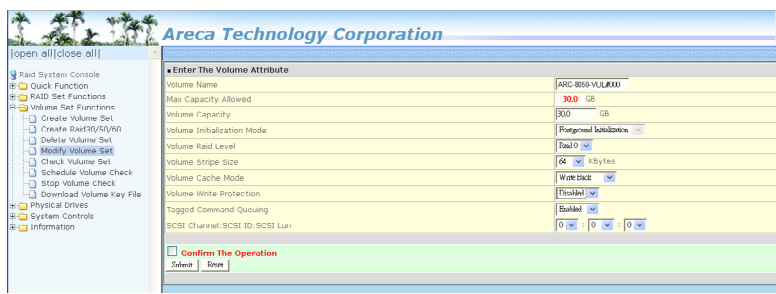 Areca Technology Corporation
|open all|close all|
Raid System Console
Quick Function
RAID Set Functions
Volume Set Functions
Create Volume Set
Create Raid30/50/60
Delete Volume Set
Modify Volume Set
Check Volume Set
Schedule Volume Check
Stop Volume Check
Download Volume Key File
Physical Drives
System Controls
Information
Enter The Volume Attribute
Volume Name ARC-8050-VOL#000
Max Capacity Allowed 30.0 GB
Volume Capacity 30.0 GB
Volume Initialization Mode Foreground Initialization
Volume Raid Level Raid 0
Volume Stripe Size 64 KBytes
Volume Cache Mode Write Back
Volume Write Protection Disabled
Tagged Command Queuing Enabled
SCSI Channel:SCSI ID:SCSI Lun 0 : 0 : 0
Confirm The Operation
Submit Reset